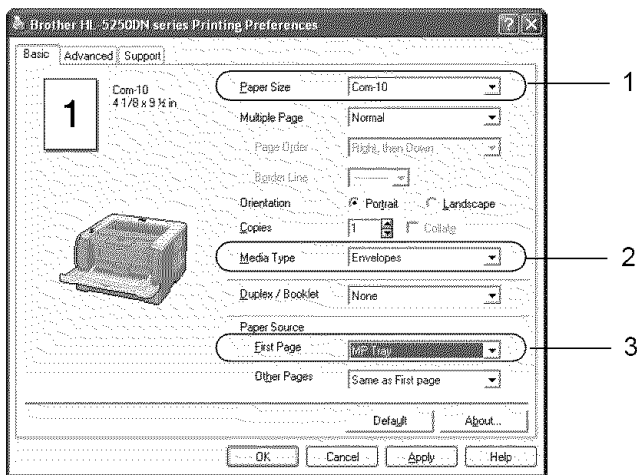 Brother HL-5250DN series Printing Preferences
Basic Advanced Support
1
Com-10
4 1/8 x 9 ½ in
Paper Size Com-10 1
Multiple Page Normal
Page Order Right, then Down
Border Line
Orientation Portrait Landscape
Copies 1 Collate
Media Type Envelopes 2
Duplex / Booklet None
Paper Source
First Page MP Tray 3
Other Pages Same as First page
Default About...
OK Cancel Apply Help